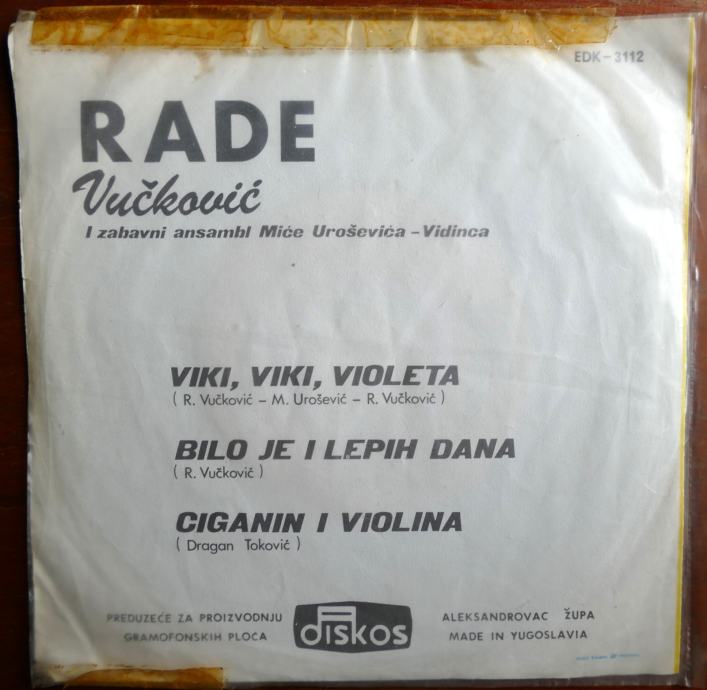 EDK-3112
RADE
Vučković
I zabavni ansambl Miće Uroševića - Vidinca
VIKI, VIKI, VIOLETA
( R. Vučković - M. Urošević - R. Vučković )
BILO JE I LEPIH DANA
( R. Vučković )
CIGANIN I VIOLINA
( Dragan Toković )
PREDUZEĆE ZA PROIZVODNJU
GRAMOFONSKIH PLOČA
diskos
ALEKSANDROVAC ŽUPA
MADE IN YUGOSLAVIA